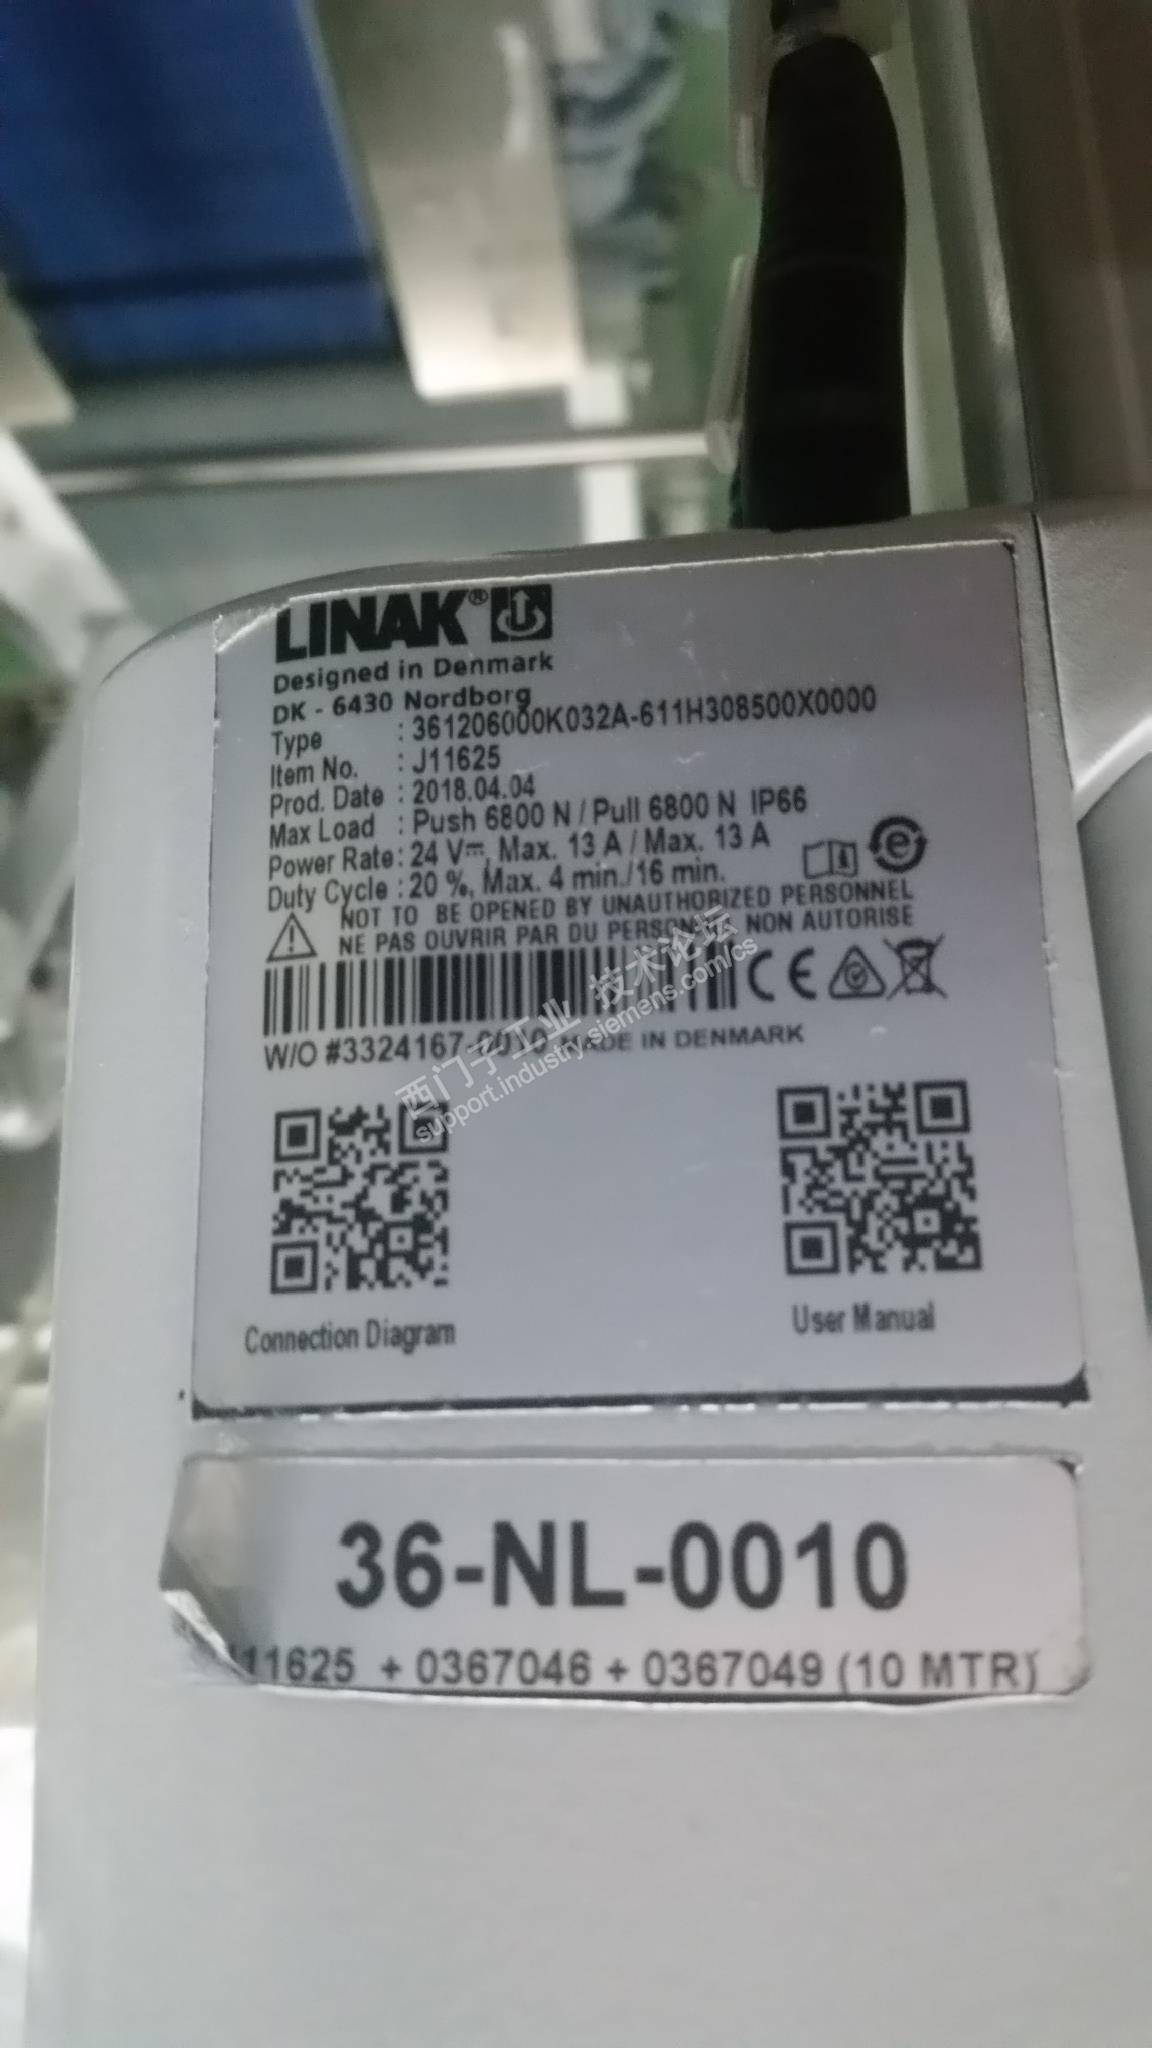 LINAK®
Designed in Denmark
DK - 6430 Nordborg
Type : 361206000K032A-611H308500X0000
Item No. : J11625
Prod. Date : 2018.04.04
Max Load : Push 6800 N / Pull 6800 N IP66
Power Rate: 24 V⎓, Max. 13 A / Max. 13 A
Duty Cycle : 20 %, Max. 4 min./16 min.
NOT TO BE OPENED BY UNAUTHORIZED PERSONNEL
NE PAS OUVRIR PAR DU PERSONNEL NON AUTORISE
CE
W/O #3324167-0010 MADE IN DENMARK
西门子工业 技术论坛
support.industry.siemens.com/cs
Connection Diagram
User Manual
36-NL-0010
J11625 + 0367046 + 0367049 (10 MTR)